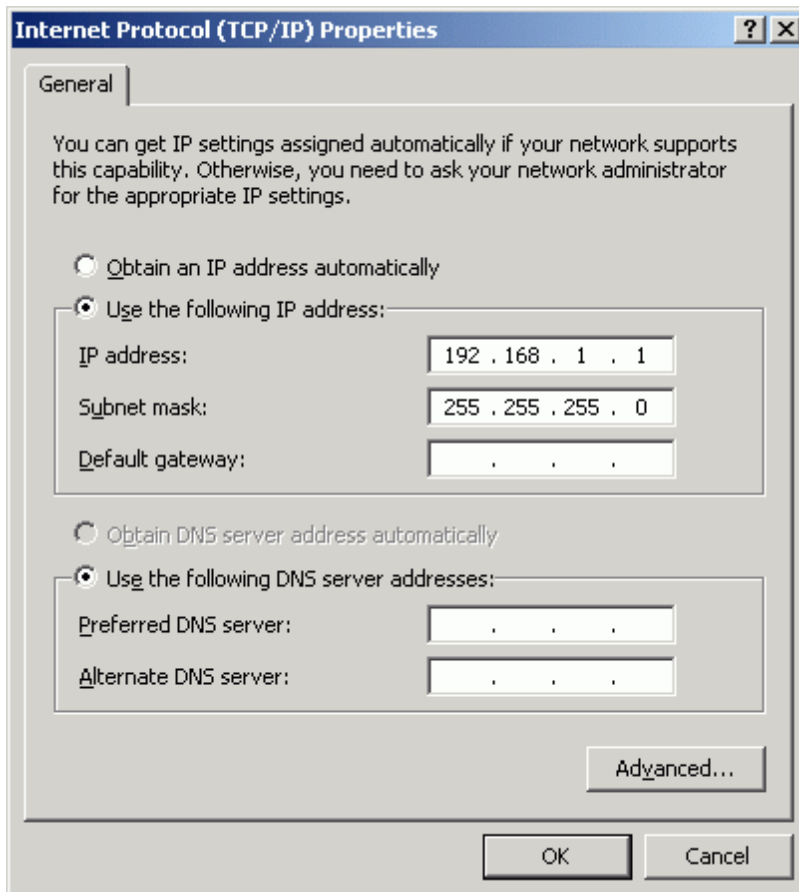 Internet Protocol (TCP/IP) Properties
General
You can get IP settings assigned automatically if your network supports
this capability. Otherwise, you need to ask your network administrator
for the appropriate IP settings.
Obtain an IP address automatically
Use the following IP address:
IP address: 192 . 168 . 1 . 1
Subnet mask: 255 . 255 . 255 . 0
Default gateway: . . .
Obtain DNS server address automatically
Use the following DNS server addresses:
Preferred DNS server: . . .
Alternate DNS server: . . .
Advanced...
OK Cancel